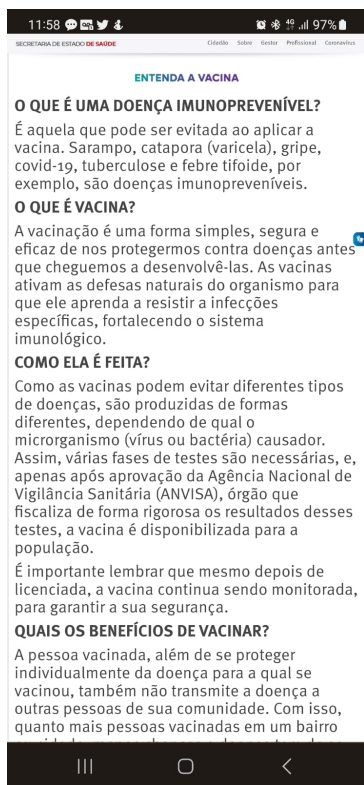 11:58
4G
97%
SECRETARIA DE ESTADO DE SAÚDE
Cidadão Sobre Gestor Profissional Coronavírus
ENTENDA A VACINA
O QUE É UMA DOENÇA IMUNOPREVENÍVEL?
É aquela que pode ser evitada ao aplicar a
vacina. Sarampo, catapora (varicela), gripe,
covid-19, tuberculose e febre tifoide, por
exemplo, são doenças imunopreveníveis.
O QUE É VACINA?
A vacinação é uma forma simples, segura e
eficaz de nos protegermos contra doenças antes
que cheguemos a desenvolvê-las. As vacinas
ativam as defesas naturais do organismo para
que ele aprenda a resistir a infecções
específicas, fortalecendo o sistema
imunológico.
COMO ELA É FEITA?
Como as vacinas podem evitar diferentes tipos
de doenças, são produzidas de formas
diferentes, dependendo de qual o
microrganismo (vírus ou bactéria) causador.
Assim, várias fases de testes são necessárias, e,
apenas após aprovação da Agência Nacional de
Vigilância Sanitária (ANVISA), órgão que
fiscaliza de forma rigorosa os resultados desses
testes, a vacina é disponibilizada para a
população.
É importante lembrar que mesmo depois de
licenciada, a vacina continua sendo monitorada,
para garantir a sua segurança.
QUAIS OS BENEFÍCIOS DE VACINAR?
A pessoa vacinada, além de se proteger
individualmente da doença para a qual se
vacinou, também não transmite a doença a
outras pessoas de sua comunidade. Com isso,
quanto mais pessoas vacinadas em um bairro